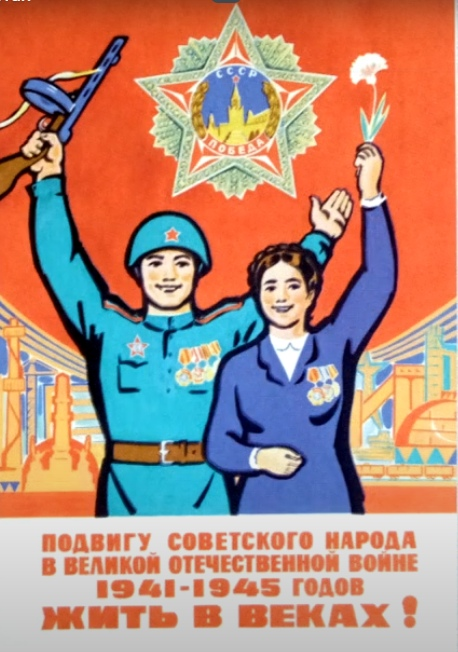 СССР
ПОБЕДА
ПОДВИГУ СОВЕТСКОГО НАРОДА
В ВЕЛИКОЙ ОТЕЧЕСТВЕННОЙ ВОЙНЕ
1941-1945 ГОДОВ
ЖИТЬ В ВЕКАХ!